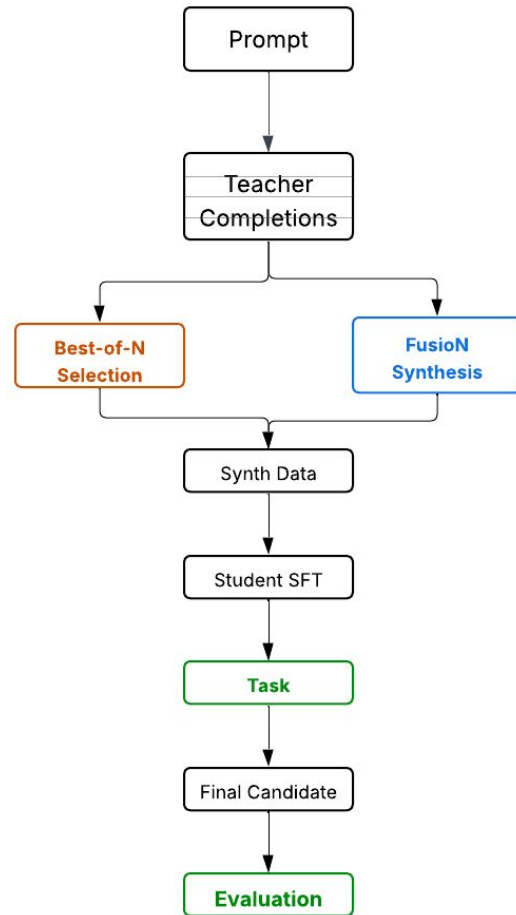 Prompt
Teacher
Completions
Best-of-N
Selection
FusioN
Synthesis
Synth Data
Student SFT
Task
Final Candidate
Evaluation